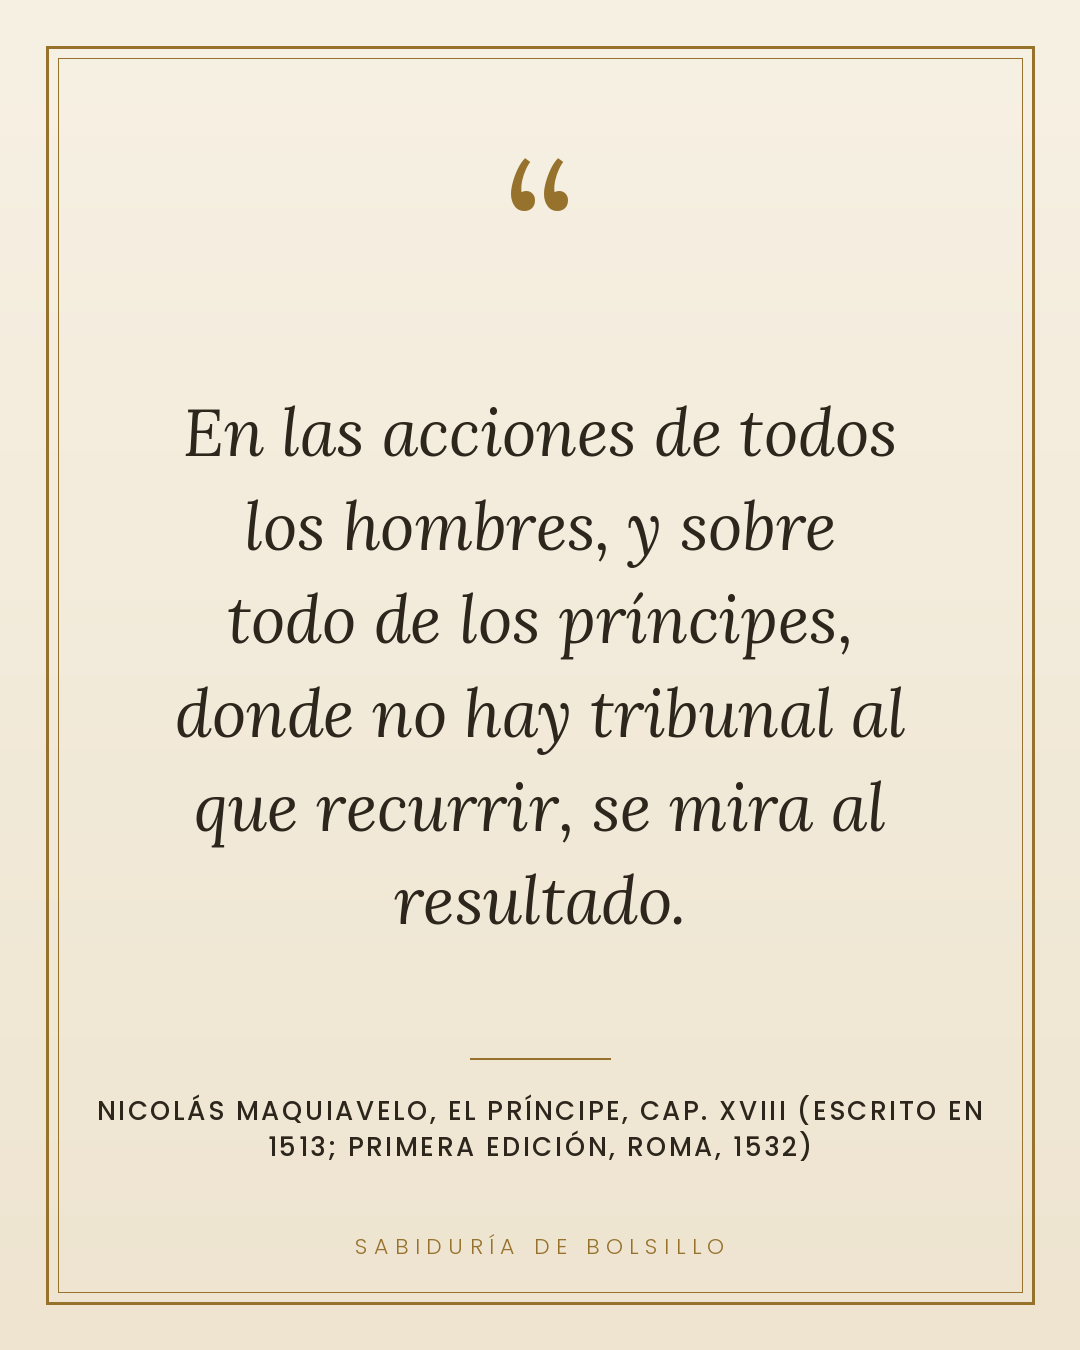 “
En las acciones de todos
los hombres, y sobre
todo de los príncipes,
donde no hay tribunal al
que recurrir, se mira al
resultado.
NICOLÁS MAQUIAVELO, EL PRÍNCIPE, CAP. XVIII (ESCRITO EN
1513; PRIMERA EDICIÓN, ROMA, 1532)
SABIDURÍA DE BOLSILLO